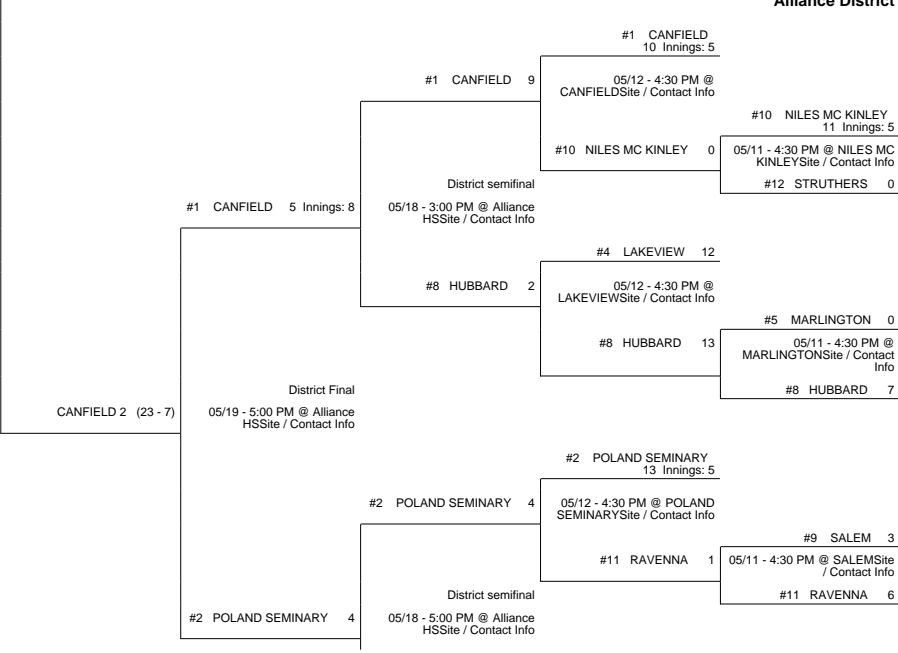 Alliance District
#1 CANFIELD
10 Innings: 5
#1 CANFIELD 9
05/12 - 4:30 PM @
CANFIELDSite / Contact Info
#10 NILES MC KINLEY
11 Innings: 5
#10 NILES MC KINLEY 0
05/11 - 4:30 PM @ NILES MC
KINLEYSite / Contact Info
District semifinal
#12 STRUTHERS 0
#1 CANFIELD 5 Innings: 8
05/18 - 3:00 PM @ Alliance
HSSite / Contact Info
#4 LAKEVIEW 12
#8 HUBBARD 2
05/12 - 4:30 PM @
LAKEVIEWSite / Contact Info
#5 MARLINGTON 0
#8 HUBBARD 13
05/11 - 4:30 PM @
MARLINGTONSite / Contact
Info
District Final
#8 HUBBARD 7
CANFIELD 2 (23 - 7)
05/19 - 5:00 PM @ Alliance
HSSite / Contact Info
#2 POLAND SEMINARY
13 Innings: 5
#2 POLAND SEMINARY 4
05/12 - 4:30 PM @ POLAND
SEMINARYSite / Contact Info
#9 SALEM 3
#11 RAVENNA 1
05/11 - 4:30 PM @ SALEMSite
/ Contact Info
District semifinal
#11 RAVENNA 6
#2 POLAND SEMINARY 4
05/18 - 5:00 PM @ Alliance
HSSite / Contact Info